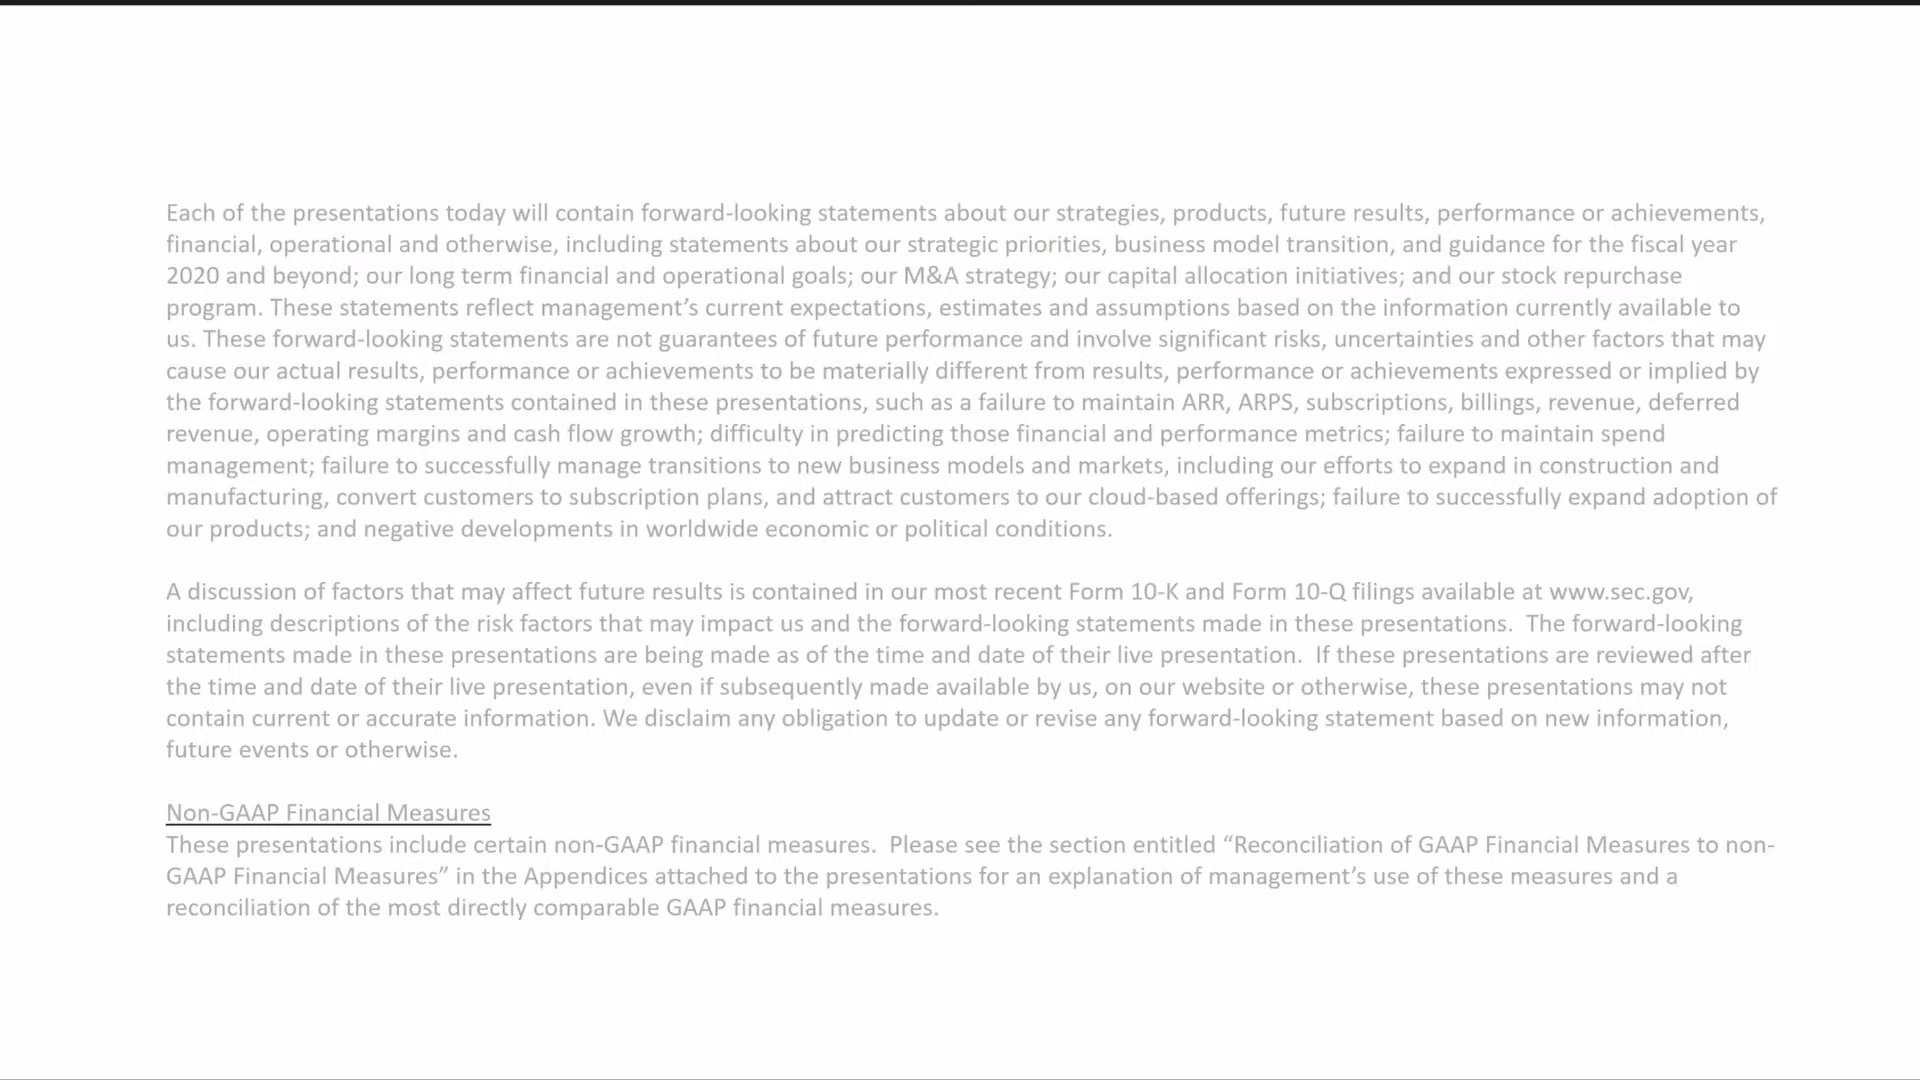 Each of the presentations today will contain forward-looking statements about our strategies, products, future results, performance or achievements,
financial, operational and otherwise, including statements about our strategic priorities, business model transition, and guidance for the fiscal year
2020 and beyond; our long term financial and operational goals; our M&A strategy; our capital allocation initiatives; and our stock repurchase
program. These statements reflect management’s current expectations, estimates and assumptions based on the information currently available to
us. These forward-looking statements are not guarantees of future performance and involve significant risks, uncertainties and other factors that may
cause our actual results, performance or achievements to be materially different from results, performance or achievements expressed or implied by
the forward-looking statements contained in these presentations, such as a failure to maintain ARR, ARPS, subscriptions, billings, revenue, deferred
revenue, operating margins and cash flow growth; difficulty in predicting those financial and performance metrics; failure to maintain spend
management; failure to successfully manage transitions to new business models and markets, including our efforts to expand in construction and
manufacturing, convert customers to subscription plans, and attract customers to our cloud-based offerings; failure to successfully expand adoption of
our products; and negative developments in worldwide economic or political conditions.
A discussion of factors that may affect future results is contained in our most recent Form 10-K and Form 10-Q filings available at www.sec.gov,
including descriptions of the risk factors that may impact us and the forward-looking statements made in these presentations.  The forward-looking
statements made in these presentations are being made as of the time and date of their live presentation.  If these presentations are reviewed after
the time and date of their live presentation, even if subsequently made available by us, on our website or otherwise, these presentations may not
contain current or accurate information. We disclaim any obligation to update or revise any forward-looking statement based on new information,
future events or otherwise.
Non-GAAP Financial Measures
These presentations include certain non-GAAP financial measures.  Please see the section entitled “Reconciliation of GAAP Financial Measures to non-
GAAP Financial Measures” in the Appendices attached to the presentations for an explanation of management’s use of these measures and a
reconciliation of the most directly comparable GAAP financial measures.